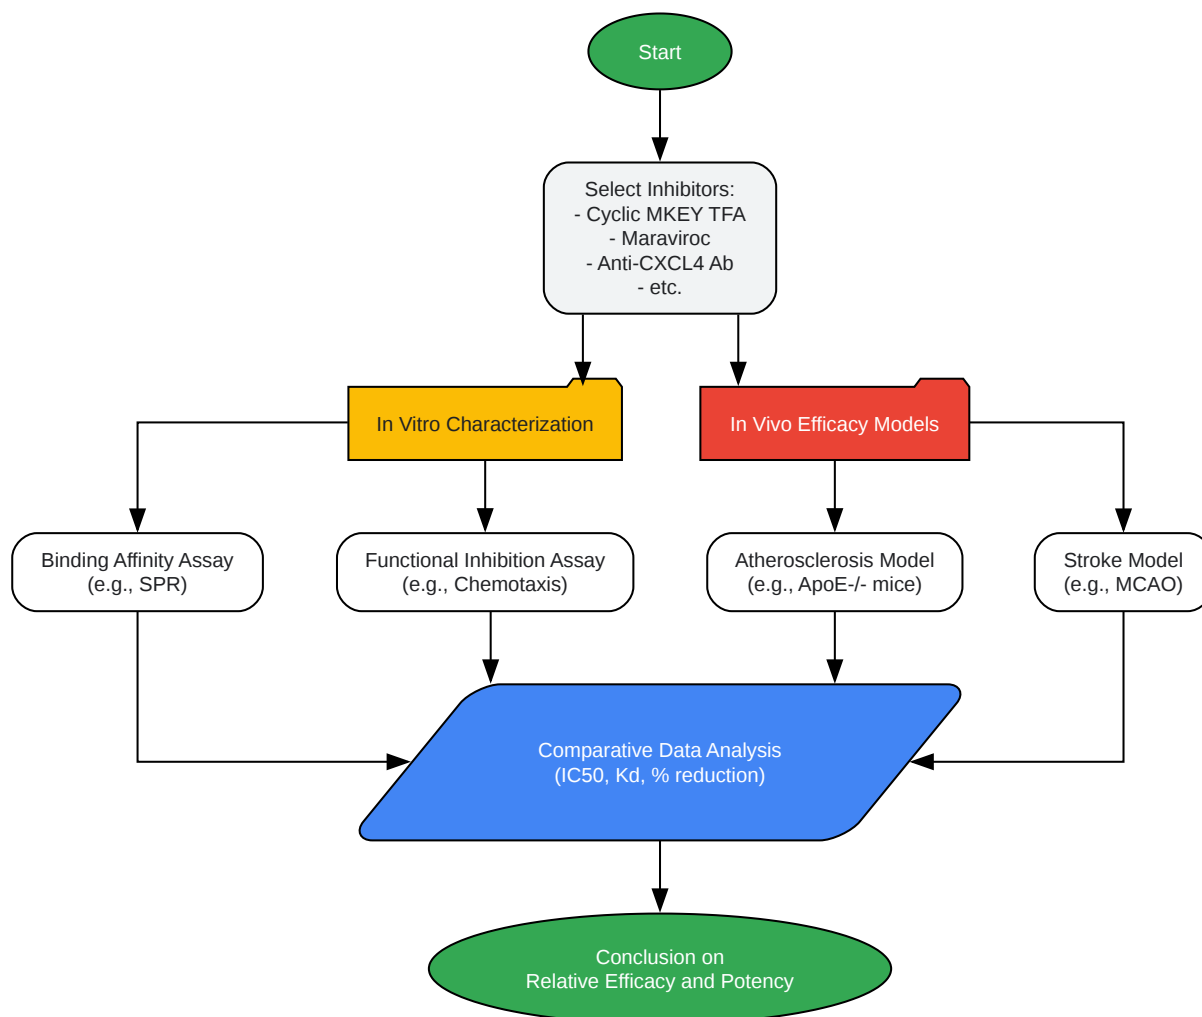 Start
Select Inhibitors:
- Cyclic MKEY TFA
- Maraviroc
- Anti-CXCL4 Ab
- etc.
In Vitro Characterization
In Vivo Efficacy Models
Binding Affinity Assay
(e.g., SPR)
Functional Inhibition Assay
(e.g., Chemotaxis)
Atherosclerosis Model
(e.g., ApoE-/- mice)
Stroke Model
(e.g., MCAO)
Comparative Data Analysis
(IC50, Kd, % reduction)
Conclusion on
Relative Efficacy and Potency